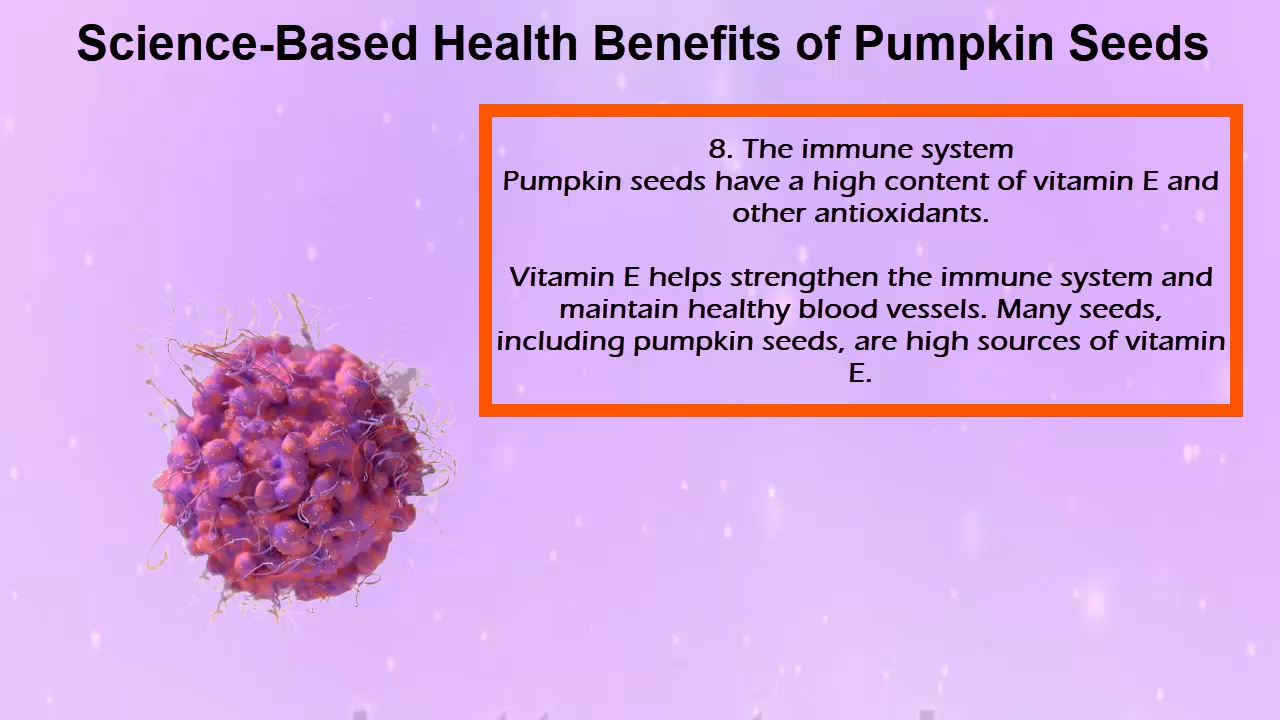 Science-Based Health Benefits of Pumpkin Seeds
8. The immune system
Pumpkin seeds have a high content of vitamin E and
other antioxidants.
Vitamin E helps strengthen the immune system and
maintain healthy blood vessels. Many seeds,
including pumpkin seeds, are high sources of vitamin
E.